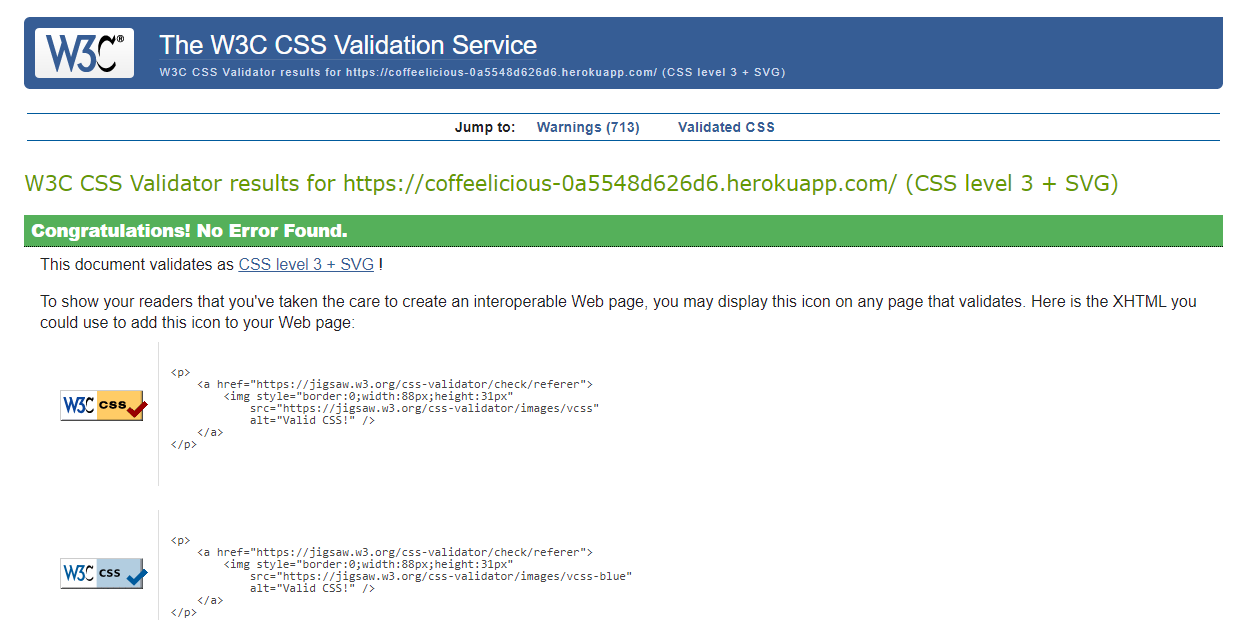 W3C®
The W3C CSS Validation Service
W3C CSS Validator results for https://coffeelicious-0a5548d626d6.herokuapp.com/ (CSS level 3 + SVG)
Jump to: Warnings (713) Validated CSS
W3C CSS Validator results for https://coffeelicious-0a5548d626d6.herokuapp.com/ (CSS level 3 + SVG)
Congratulations! No Error Found.
This document validates as CSS level 3 + SVG !
To show your readers that you've taken the care to create an interoperable Web page, you may display this icon on any page that validates. Here is the XHTML you
could use to add this icon to your Web page:
W3C css
<p>
<a href="https://jigsaw.w3.org/css-validator/check/referer">
<img style="border:0;width:88px;height:31px"
src="https://jigsaw.w3.org/css-validator/images/vcss"
alt="Valid CSS!" />
</a>
</p>
W3C css
<p>
<a href="https://jigsaw.w3.org/css-validator/check/referer">
<img style="border:0;width:88px;height:31px"
src="https://jigsaw.w3.org/css-validator/images/vcss-blue"
alt="Valid CSS!" />
</a>
</p>